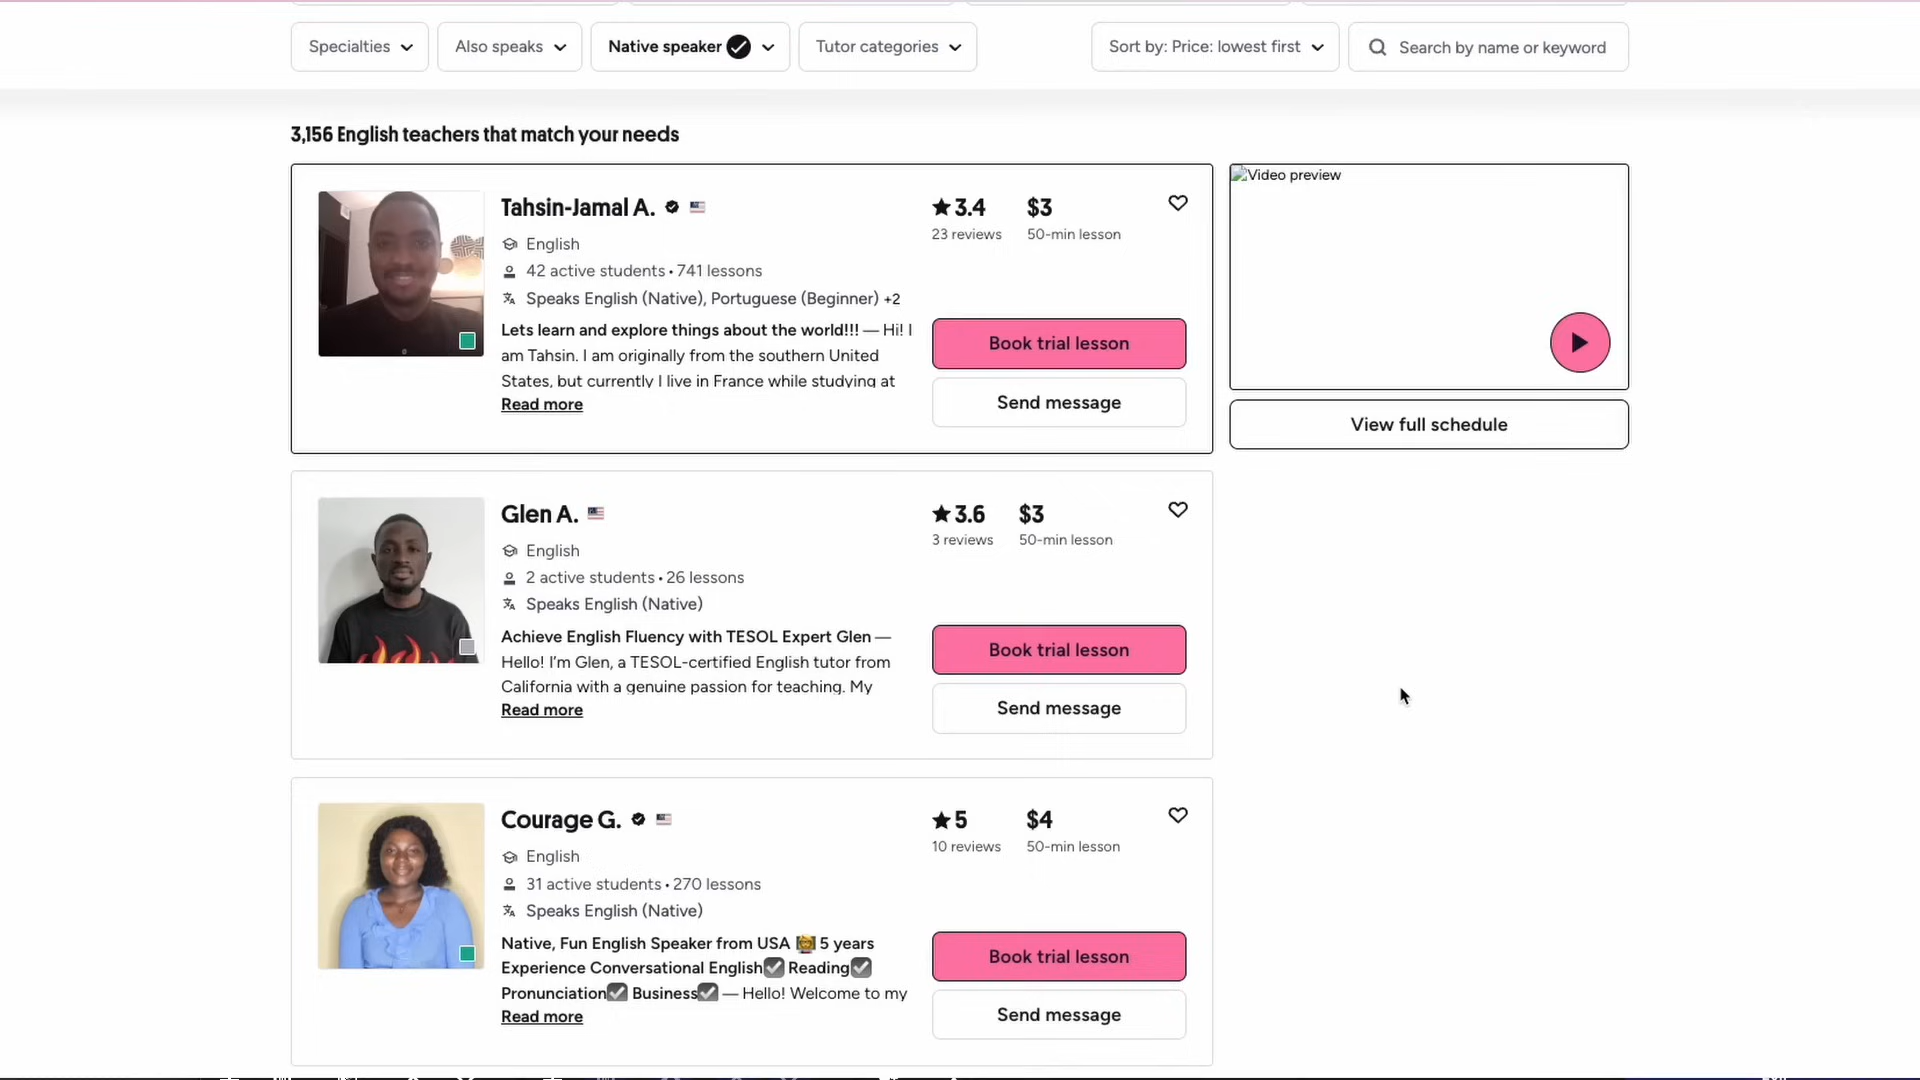 Specialties
Also speaks
Native speaker
Tutor categories
Sort by: Price: lowest first
Search by name or keyword
3,156 English teachers that match your needs
Tahsin-Jamal A.
English
42 active students • 741 lessons
Speaks English (Native), Portuguese (Beginner) +2
Lets learn and explore things about the world!!! — Hi! I
am Tahsin. I am originally from the southern United
States, but currently I live in France while studying at
Read more
3.4
23 reviews
$3
50-min lesson
Book trial lesson
Send message
Video preview
View full schedule
Glen A.
English
2 active students • 26 lessons
Speaks English (Native)
Achieve English Fluency with TESOL Expert Glen —
Hello! I’m Glen, a TESOL-certified English tutor from
California with a genuine passion for teaching. My
Read more
3.6
3 reviews
$3
50-min lesson
Book trial lesson
Send message
Courage G.
English
31 active students • 270 lessons
Speaks English (Native)
Native, Fun English Speaker from USA 5 years
Experience Conversational English Reading
Pronunciation Business — Hello! Welcome to my
Read more
5
10 reviews
$4
50-min lesson
Book trial lesson
Send message